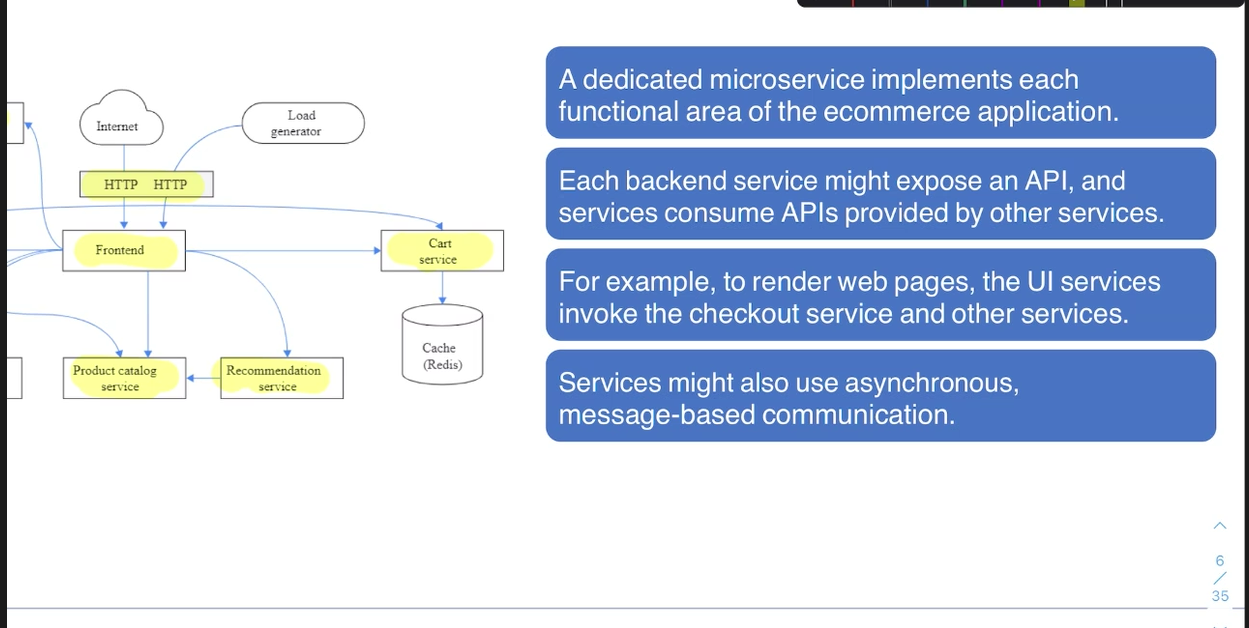 Internet
Load
generator
HTTP HTTP
Frontend
Cart
service
Product catalog
service
Recommendation
service
Cache
(Redis)
A dedicated microservice implements each
functional area of the ecommerce application.
Each backend service might expose an API, and
services consume APIs provided by other services.
For example, to render web pages, the UI services
invoke the checkout service and other services.
Services might also use asynchronous,
message-based communication.
6
/
35